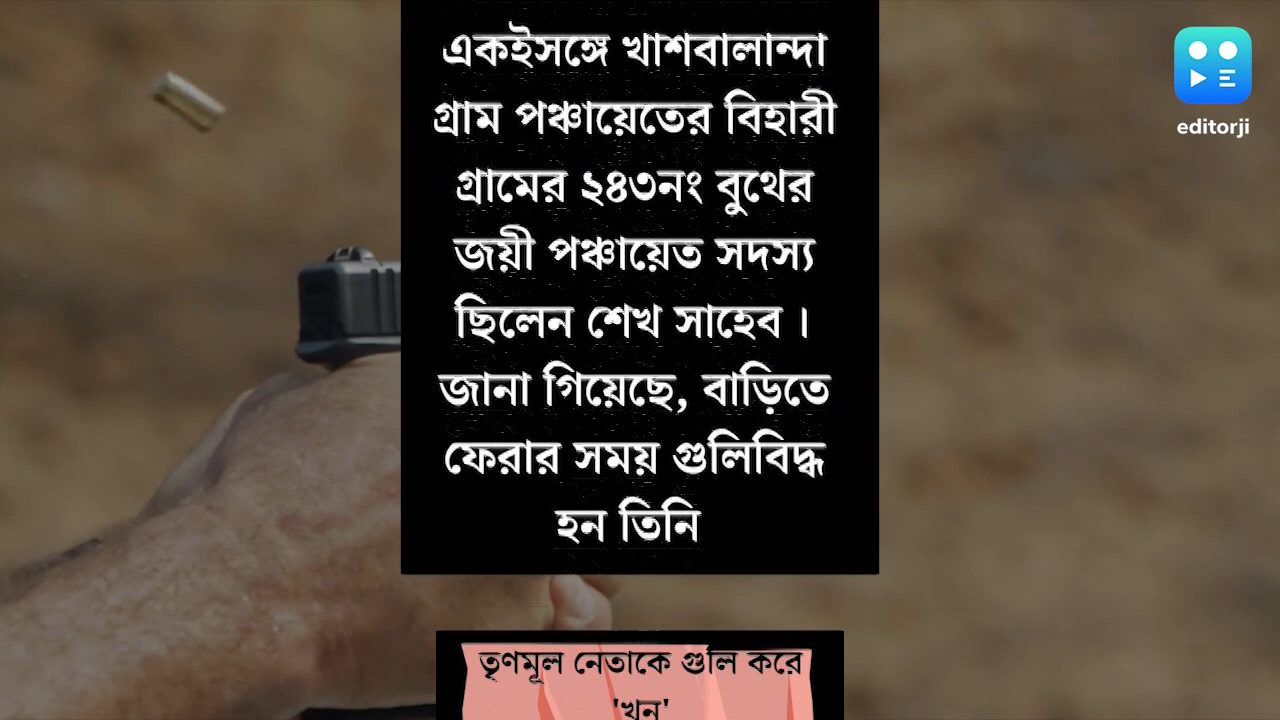 একইসঙ্গে খাশবালান্দা
গ্রাম পঞ্চায়েতের বিহারী
গ্রামের ২৪৩নং বুথের
জয়ী পঞ্চায়েত সদস্য
ছিলেন শেখ সাহেব।
জানা গিয়েছে, বাড়িতে
ফেরার সময় গুলিবিদ্ধ
হন তিনি
editorji
তৃণমূল নেতাকে গুলি করে
'খুন'